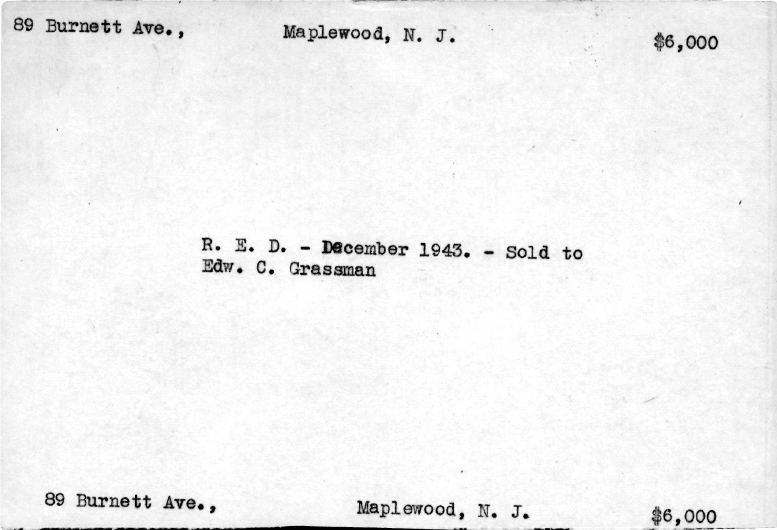 89 Burnett Ave., Maplewood, N. J. $6,000
R. E. D. - December 1943. - Sold to
Edw. C. Grassman
89 Burnett Ave., Maplewood, N. J. $6,000